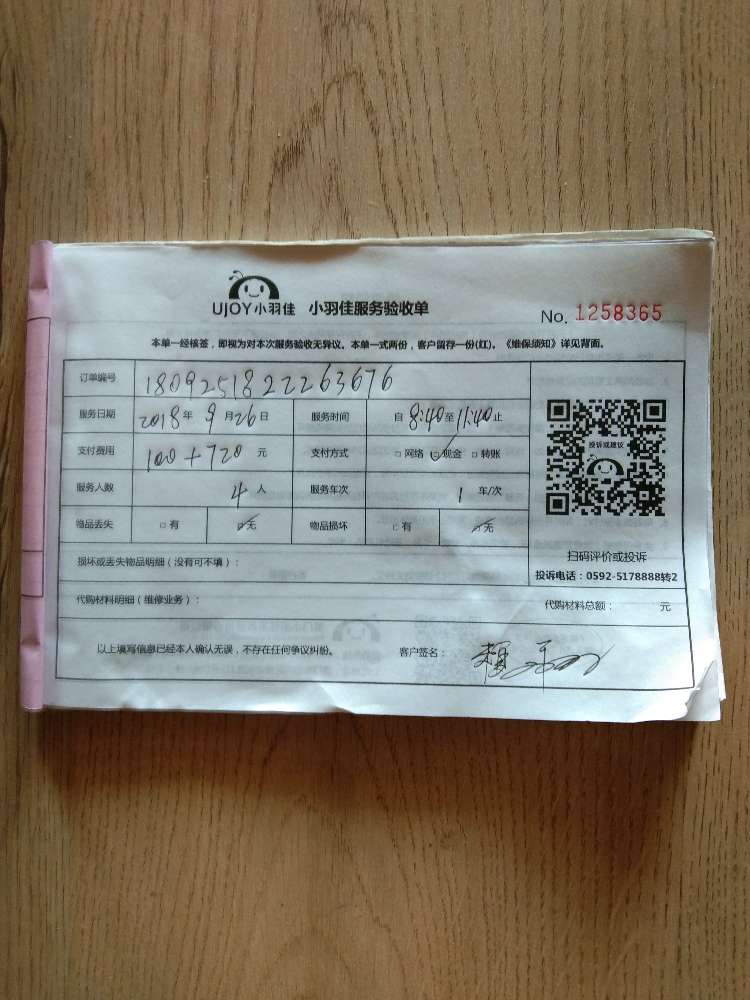 UJOY小羽佳 小羽佳服务验收单 No. 1258365
本单一经核签，即视为对本次服务验收无异议。本单一式两份，客户留存一份(红)。《维保须知》详见背面。
订单编号 1809251822263676
服务日期 2018年 9月26日 服务时间 自8:40至11:40止
支付费用 100+720元 支付方式 □网络 ☑现金 □转账
服务人数 4人 服务车次 1车/次
物品丢失 □有 ☑无 物品损坏 □有 ☑无
投诉或建议
扫码评价或投诉
投诉电话：0592-5178888转2
损坏或丢失物品明细（没有可不填）：
代购材料明细（维修业务）： 代购材料总额： 元
以上填写信息已经本人确认无误，不存在任何争议纠纷。 客户签名：